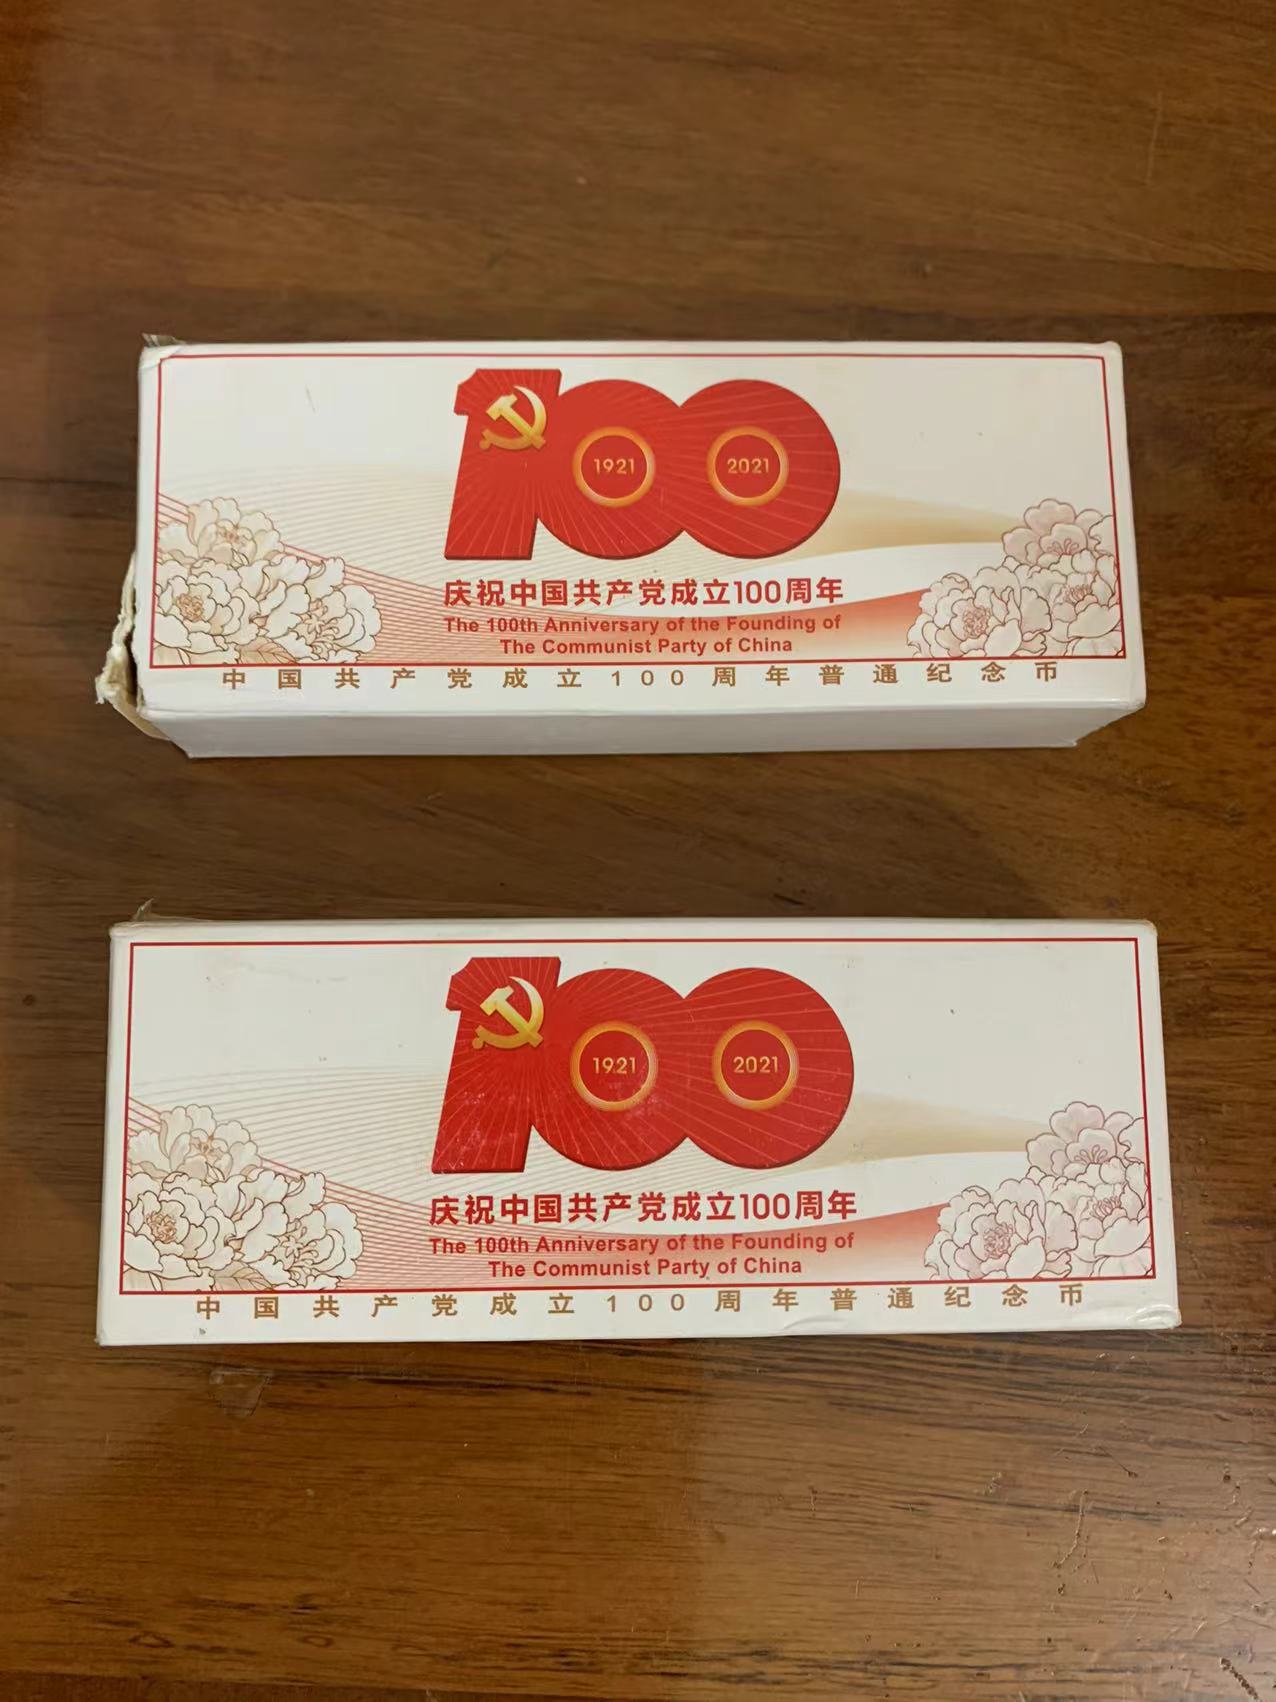 100
1921
2021
庆祝中国共产党成立100周年
The 100th Anniversary of the Founding of
The Communist Party of China
中国共产党成立100周年普通纪念币
100
1921
2021
庆祝中国共产党成立100周年
The 100th Anniversary of the Founding of
The Communist Party of China
中国共产党成立100周年普通纪念币